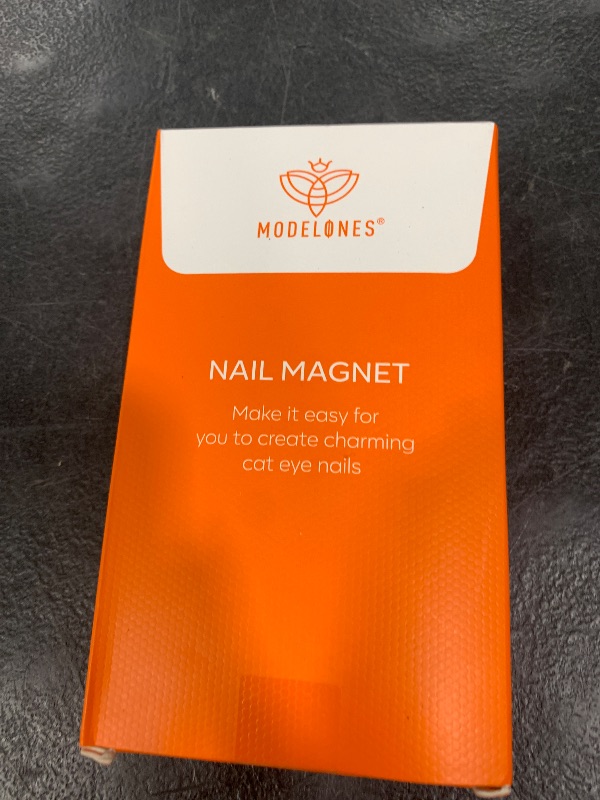 MODELONES®
NAIL MAGNET
Make it easy for
you to create charming
cat eye nails